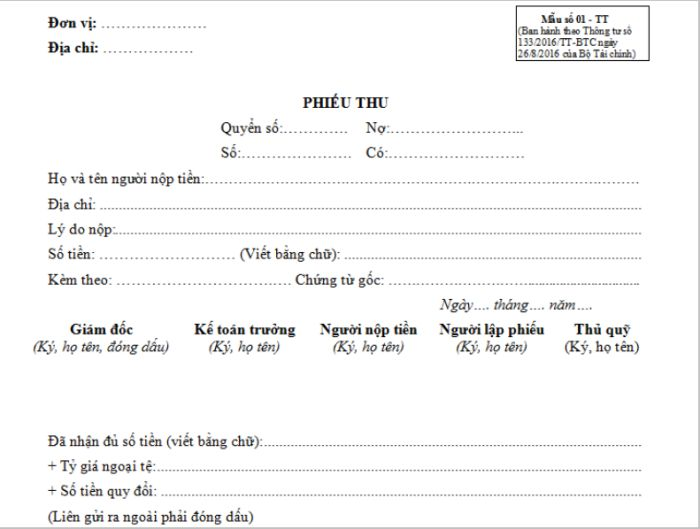 Đơn vị: ………………
Địa chỉ: ……………
Mẫu số 01 - TT
(Ban hành theo Thông tư số
133/2016/TT-BTC ngày
26/8/2016 của Bộ Tài chính)
PHIẾU THU
Quyển số:…………. Nợ:……………………..
Số:………………… Có:………………………
Họ và tên người nộp tiền:……………………………………………………………………
Địa chỉ: ..........................................................................................................
Lý do nộp:.......................................................................................................
Số tiền: ……………………… (Viết bằng chữ): .........................................................
Kèm theo: ……………………………. Chứng từ gốc: ................................................
Ngày.... tháng.... năm....
Giám đốc Kế toán trưởng Người nộp tiền Người lập phiếu Thủ quỹ
(Ký, họ tên, đóng dấu) (Ký, họ tên) (Ký, họ tên) (Ký, họ tên) (Ký, họ tên)
Đã nhận đủ số tiền (viết bằng chữ):.......................................................................
+ Tỷ giá ngoại tệ:..............................................................................................
+ Số tiền quy đổi: .............................................................................................
(Liên gửi ra ngoài phải đóng dấu)